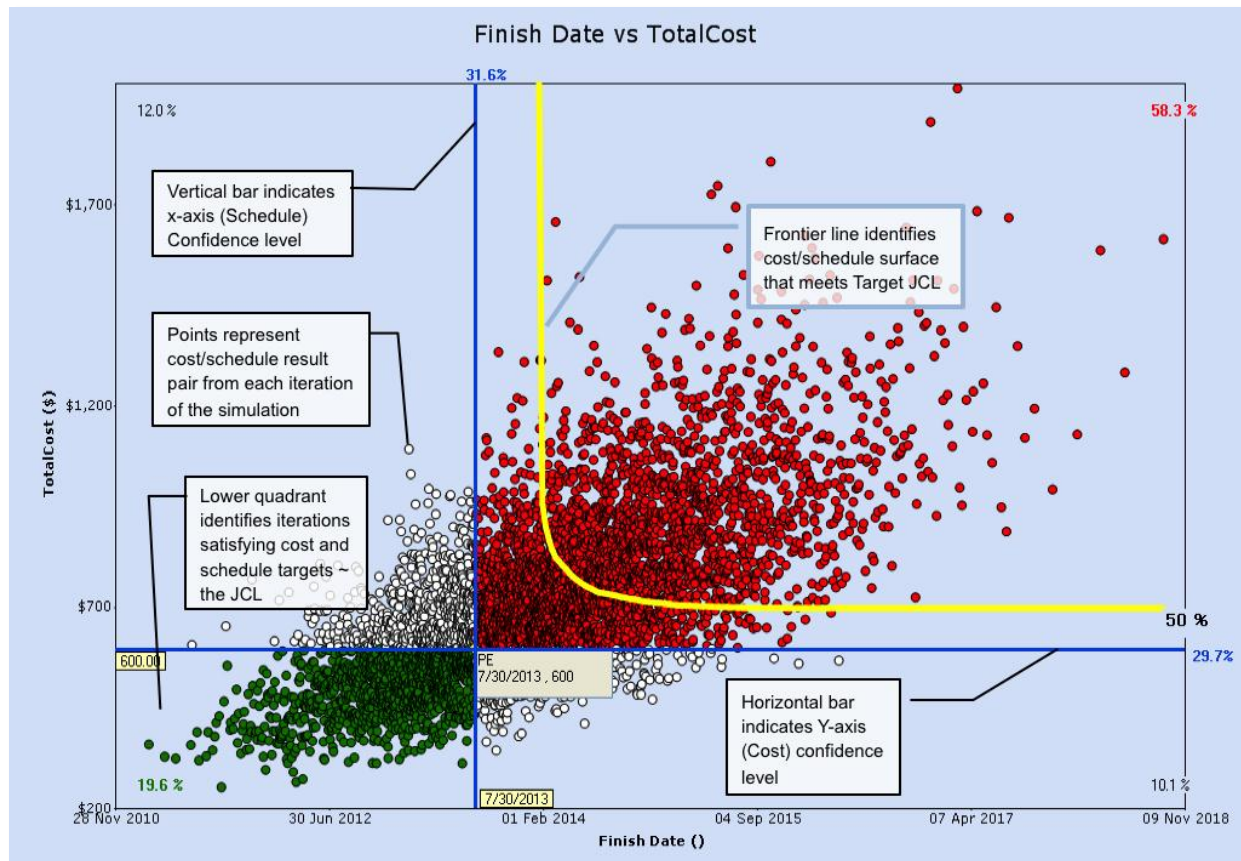 Finish Date vs TotalCost
31.6%
12.0 %
58.3 %
Vertical bar indicates
x-axis (Schedule)
Confidence level
$1,700
Frontier line identifies
cost/schedule surface
that meets Target JCL
Points represent
cost/schedule result
pair from each iteration
of the simulation
$1,200
TotalCost ($)
Lower quadrant
identifies iterations
satisfying cost and
schedule targets ~
the JCL
$700
50 %
600.00
PE
7/30/2013 , 600
29.7%
Horizontal bar
indicates Y-axis
(Cost) confidence
level
19.6 %
10.1 %
7/30/2013
$200
28 Nov 2010
30 Jun 2012
01 Feb 2014
04 Sep 2015
07 Apr 2017
09 Nov 2018
Finish Date ()